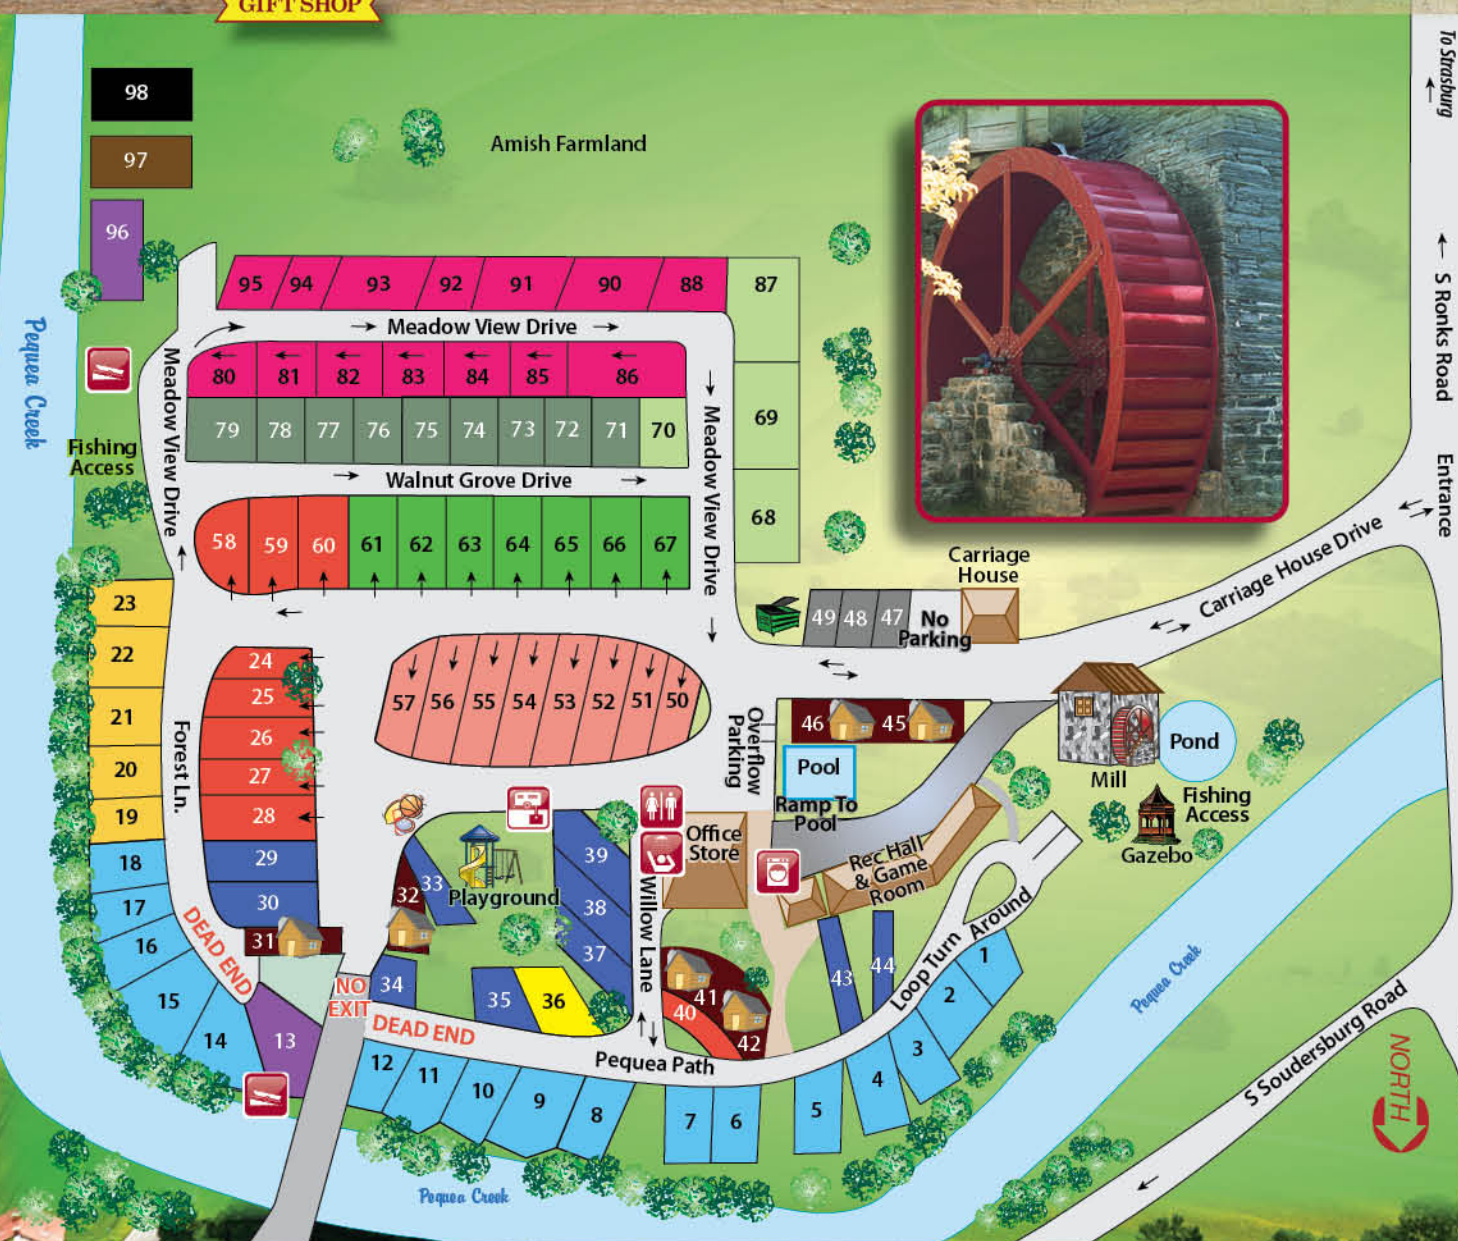 GIFT SHOP
To Strasburg
98
97
96
Amish Farmland
95 94 93 92 91 90 88 87
Meadow View Drive
80 81 82 83 84 85 86
79 78 77 76 75 74 73 72 71 70
69
68
Walnut Grove Drive
Meadow View Drive
Meadow View Drive
Pequea Creek
Fishing
Access
S Ronks Road
Entrance
58 59 60 61 62 63 64 65 66 67
Carriage
House
Carriage House Drive
49 48 47
No
Parking
23
22
21
20
19
18
17
16
15
14
13
Forest Ln.
24
25
26
27
28
29
30
31
57 56 55 54 53 52 51 50
Overflow
Parking
46 45
Pool
Ramp To
Pool
Mill
Pond
Fishing
Access
Gazebo
Office
Store
Rec Hall
& Game
Room
32
33
Playground
39
38
37
34
35
36
Willow Lane
41
40
42
43
44
Loop Turn Around
DEAD END
NO
EXIT
DEAD END
Pequea Path
12 11 10 9 8 7 6 5 4 3 2 1
Pequea Creek
Pequea Creek
S Soudersburg Road
NORTH